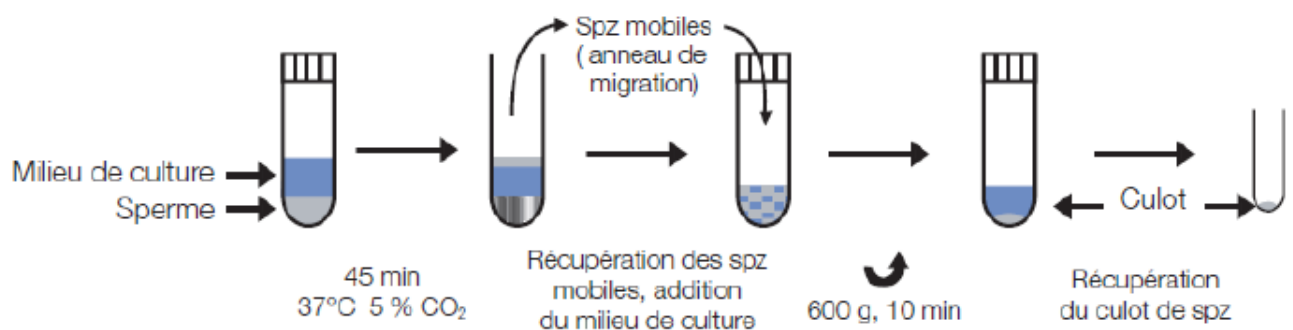 Spz mobiles
( anneau de
migration)
Milieu de culture
Sperme
Culot
45 min
37°C 5 % CO₂
Récupération des spz
mobiles, addition
du milieu de culture
600 g, 10 min
Récupération
du culot de spz